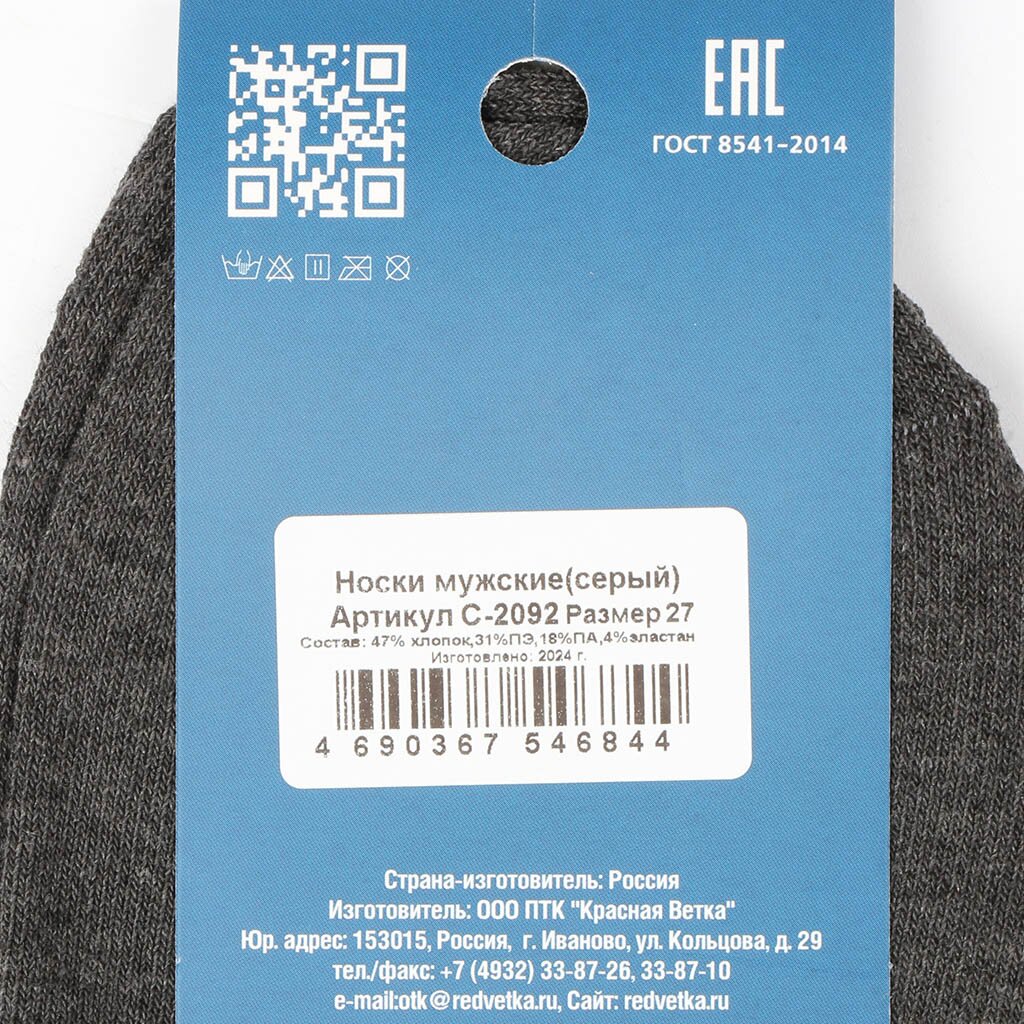 ЕАС
ГОСТ 8541-2014
Носки мужские(серый)
Артикул С-2092 Размер 27
Состав: 47% хлопок,31%ПЭ,18%ПА,4%эластан
Изготовлено: 2024 г.
4 690367 546844
Страна-изготовитель: Россия
Изготовитель: ООО ПТК "Красная Ветка"
Юр. адрес: 153015, Россия, г. Иваново, ул. Кольцова, д. 29
тел./факс: +7 (4932) 33-87-26, 33-87-10
e-mail:otk@redvetka.ru, Сайт: redvetka.ru